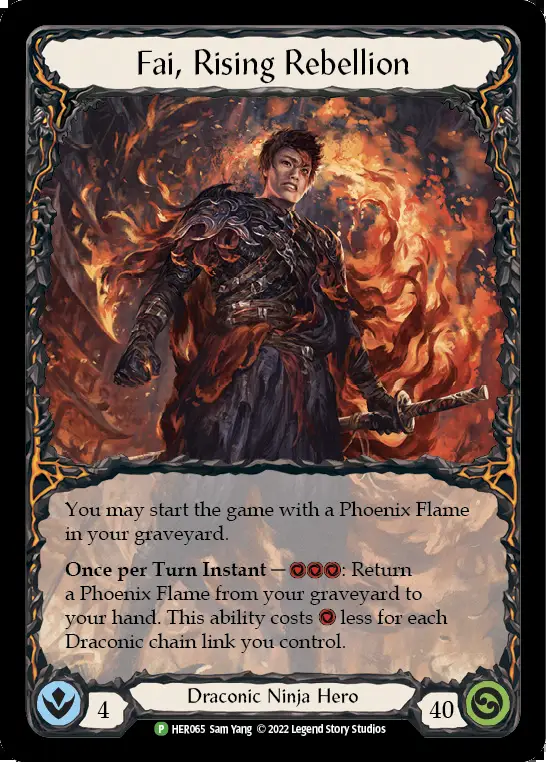 Fai, Rising Rebellion
You may start the game with a Phoenix Flame
in your graveyard.
Once per Turn Instant — : Return
a Phoenix Flame from your graveyard to
your hand. This ability costs less for each
Draconic chain link you control.
4
Draconic Ninja Hero
40
P HER065 Sam Yang © 2022 Legend Story Studios